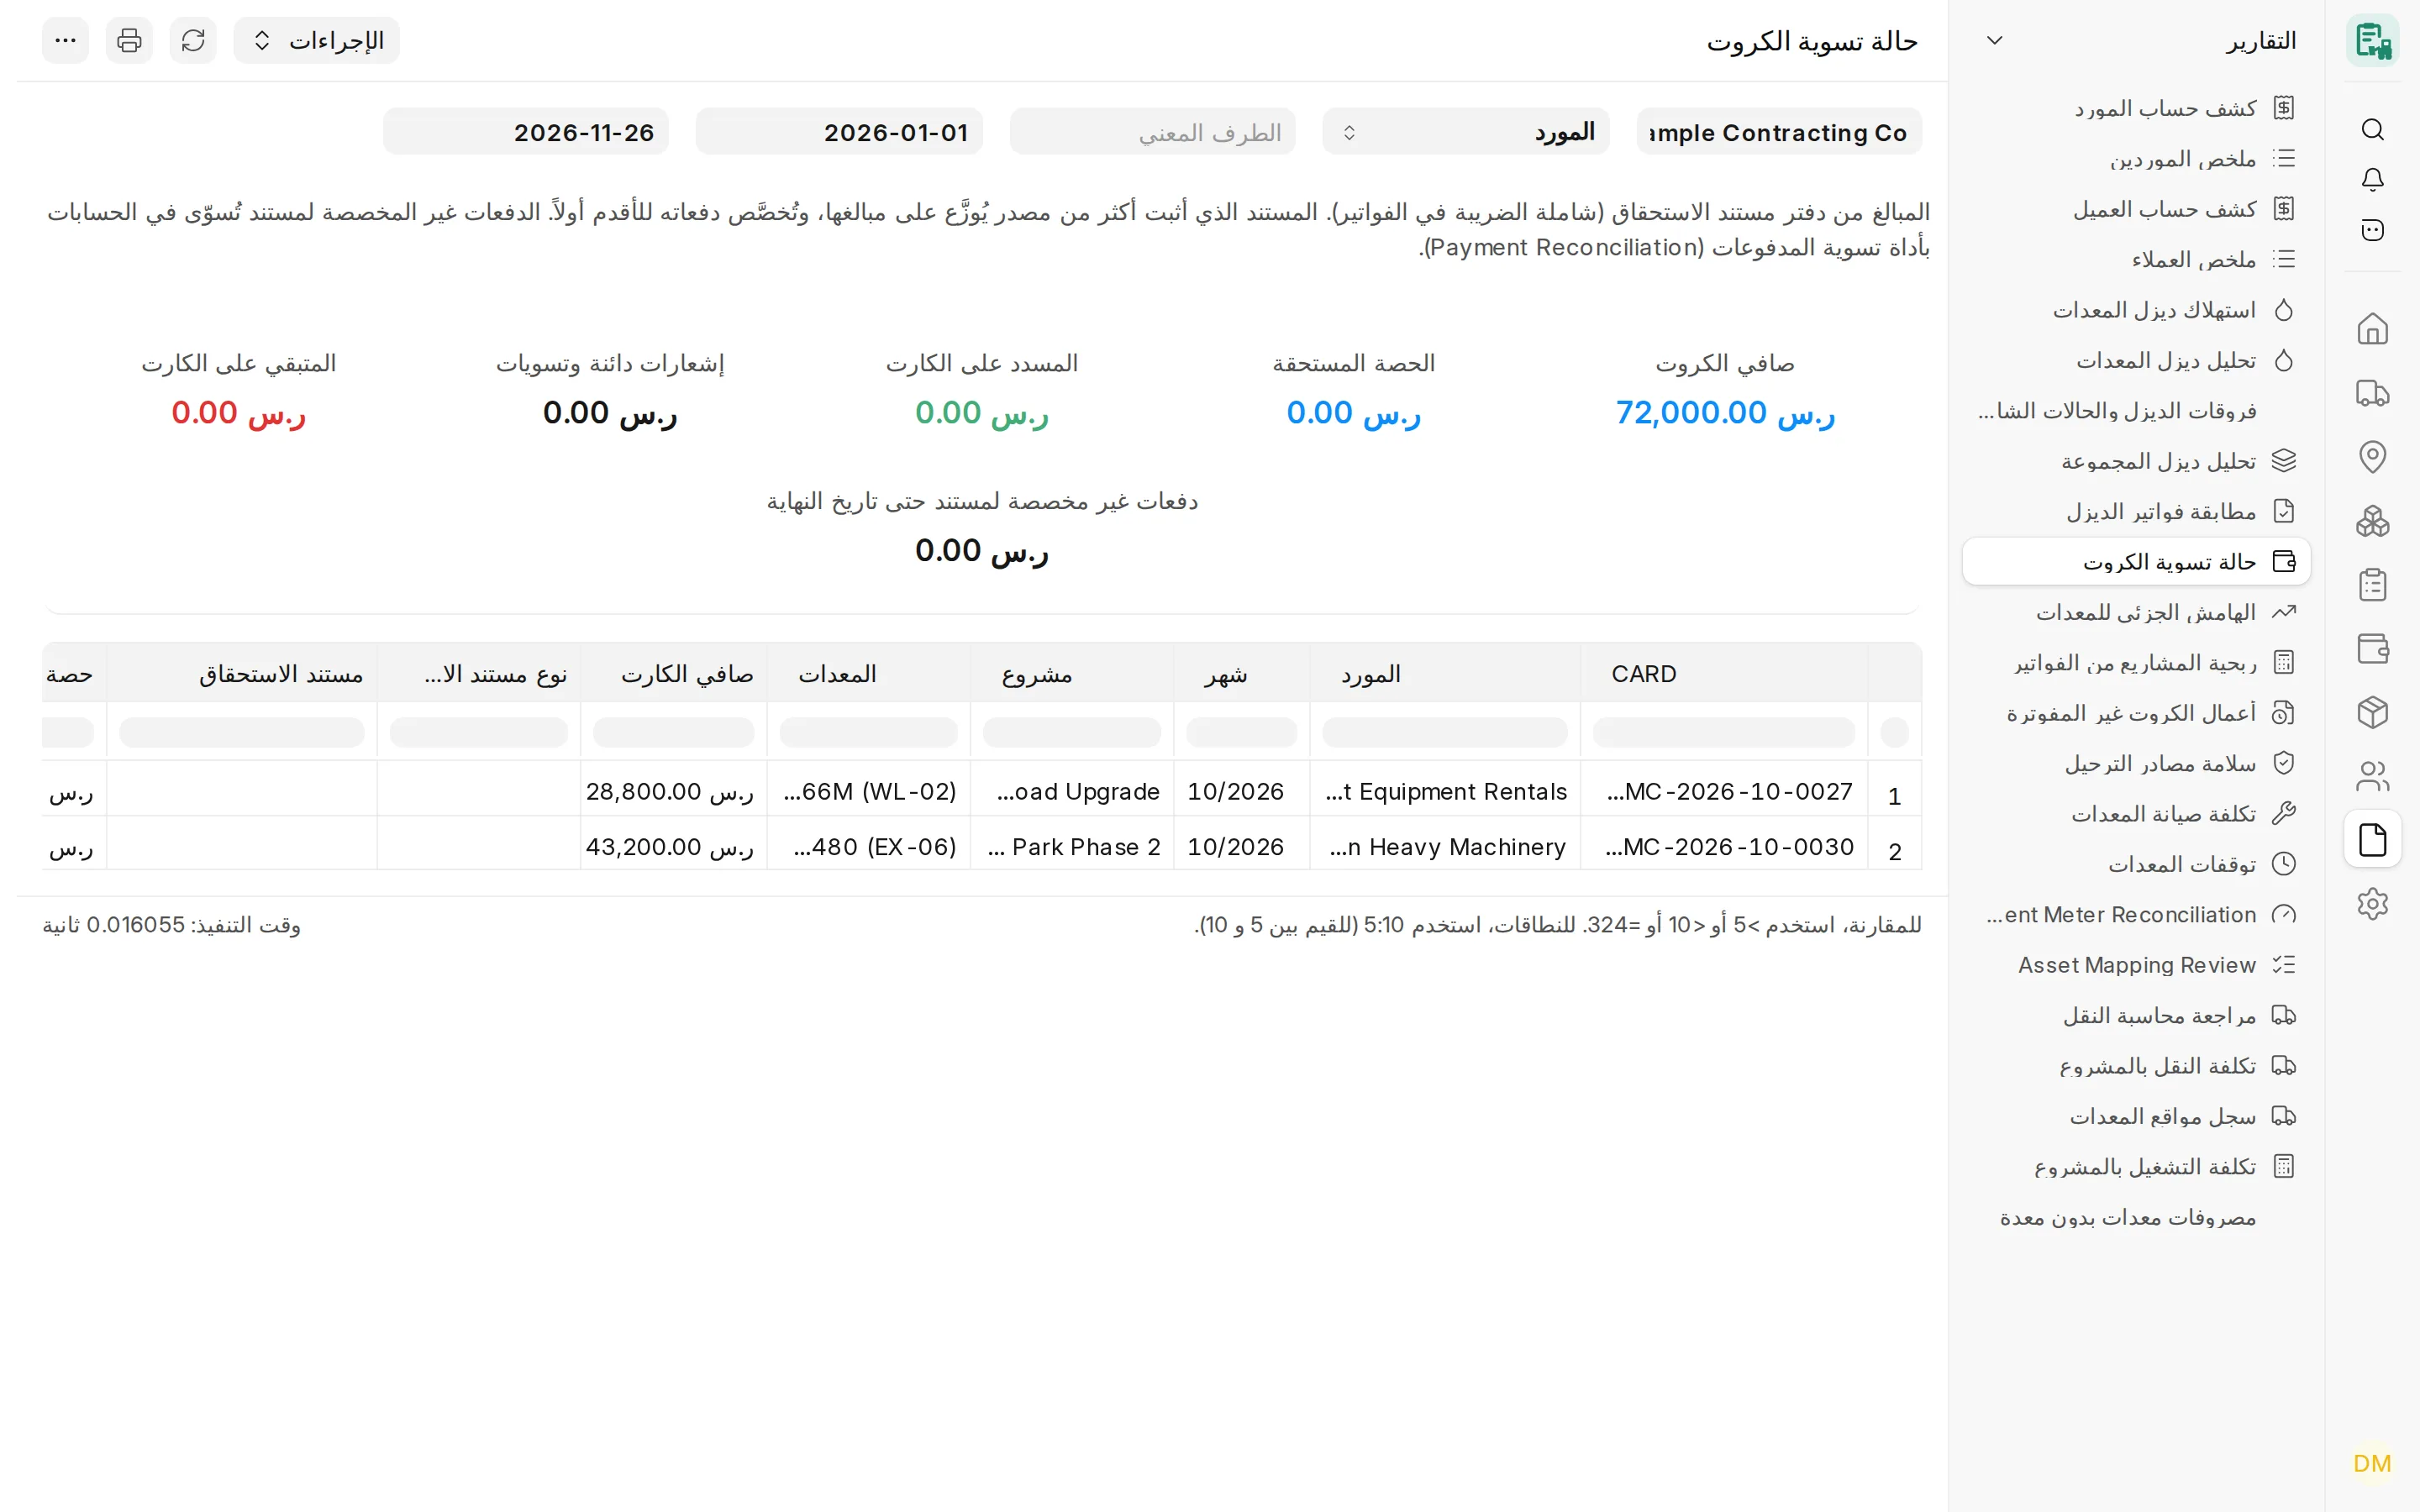 التقارير
كشف حساب المورد
ملخص الموردين
كشف حساب العميل
ملخص العملاء
استهلاك ديزل المعدات
تحليل ديزل المعدات
فروقات الديزل والحالات الشا...
تحليل ديزل المجموعة
مطابقة فواتير الديزل
حالة تسوية الكروت
الهامش الجزئي للمعدات
ربحية المشاريع من الفواتير
أعمال الكروت غير المفوترة
سلامة مصادر الترحيل
تكلفة صيانة المعدات
توقفات المعدات
...ent Meter Reconciliation
Asset Mapping Review
مراجعة محاسبة النقل
تكلفة النقل بالمشروع
سجل مواقع المعدات
تكلفة التشغيل بالمشروع
مصروفات معدات بدون معدة
DM
حالة تسوية الكروت
الإجراءات
ample Contracting Co
المورد
الطرف المعني
2026-01-01
2026-11-26
المبالغ من دفتر مستند الاستحقاق (شاملة الضريبة في الفواتير). المستند الذي أثبت أكثر من مصدر يُوزَّع على مبالغها، وتُخصَّص دفعاته للأقدم أولاً. الدفعات غير المخصصة لمستند تُسوّى في الحسابات
بأداة تسوية المدفوعات (Payment Reconciliation).
صافي الكروت
ر.س 72,000.00
الحصة المستحقة
ر.س 0.00
المسدد على الكارت
ر.س 0.00
إشعارات دائنة وتسويات
ر.س 0.00
المتبقي على الكارت
ر.س 0.00
دفعات غير مخصصة لمستند حتى تاريخ النهاية
ر.س 0.00
CARD المورد شهر مشروع المعدات صافي الكارت نوع مستند الا... مستند الاستحقاق حصة
1 ...MC-2026-10-0027 ...t Equipment Rentals 10/2026 ...oad Upgrade ...66M (WL-02) ر.س 28,800.00 ر.س
2 ...MC-2026-10-0030 ...n Heavy Machinery 10/2026 ... Park Phase 2 ...480 (EX-06) ر.س 43,200.00 ر.س
للمقارنة، استخدم >5 أو <10 أو =324. للنطاقات، استخدم 5:10 (للقيم بين 5 و 10).
وقت التنفيذ: 0.016055 ثانية